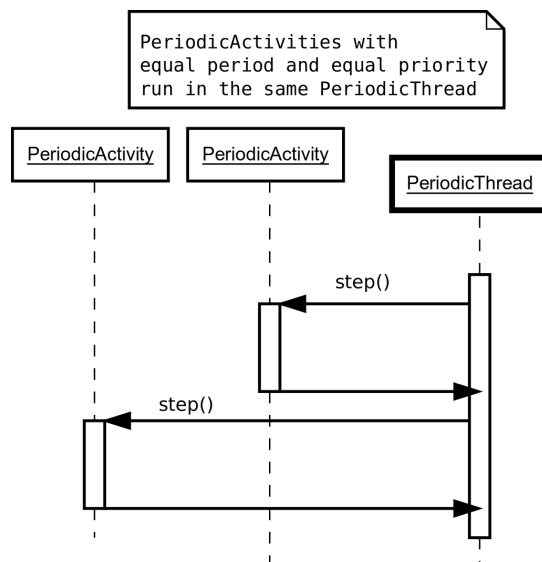 PeriodicActivities with
equal period and equal priority
run in the same PeriodicThread
PeriodicActivity
PeriodicActivity
PeriodicThread
step()
step()